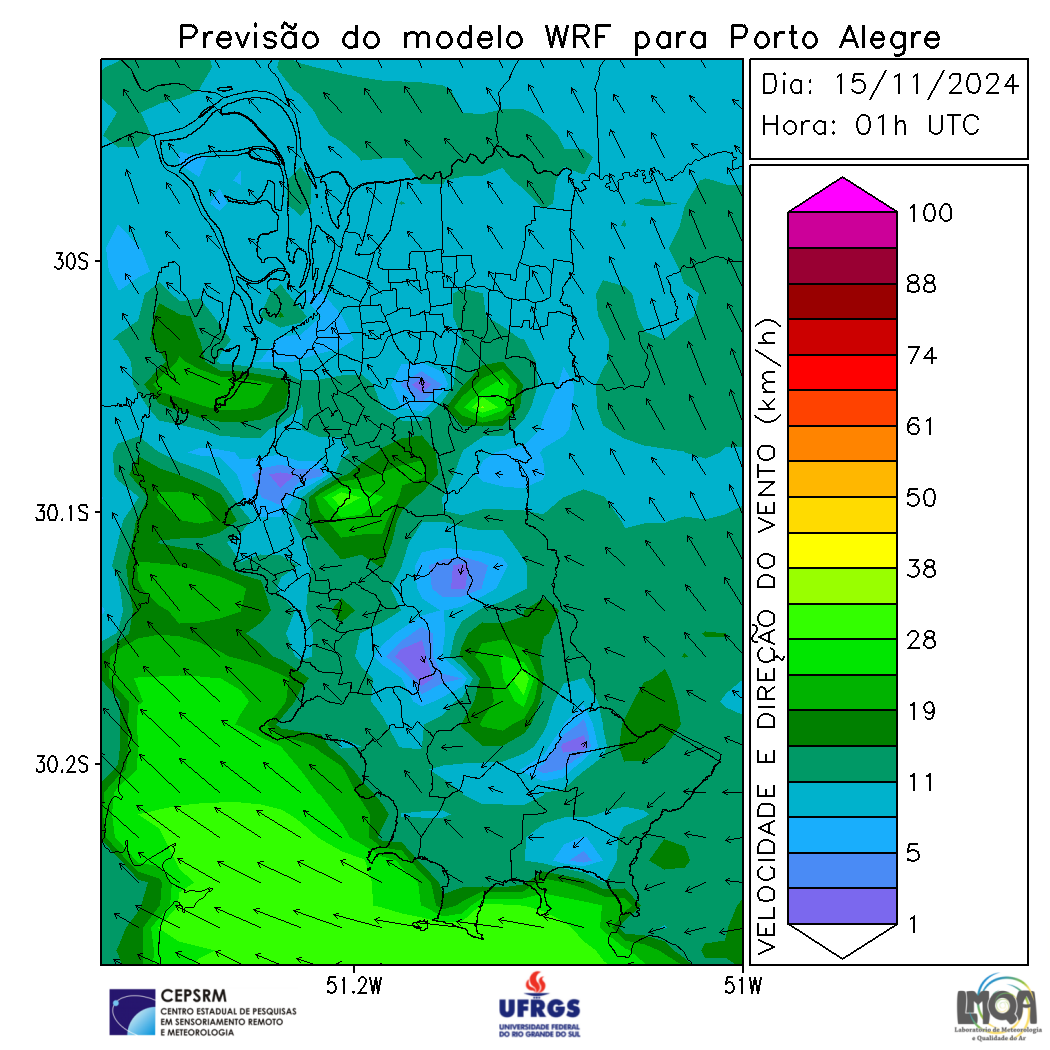 Previsão do modelo WRF para Porto Alegre
Dia: 15/11/2024
Hora: 01h UTC
30S
30.1S
30.2S
51.2W
51W
VELOCIDADE E DIREÇÃO DO VENTO (km/h)
100
88
74
61
50
38
28
19
11
5
1
CEPSRM
CENTRO ESTADUAL DE PESQUISAS
EM SENSORIAMENTO REMOTO
E METEOROLOGIA
UFRGS
UNIVERSIDADE FEDERAL
DO RIO GRANDE DO SUL
LMQA
Laboratório de Meteorologia
e Qualidade do Ar